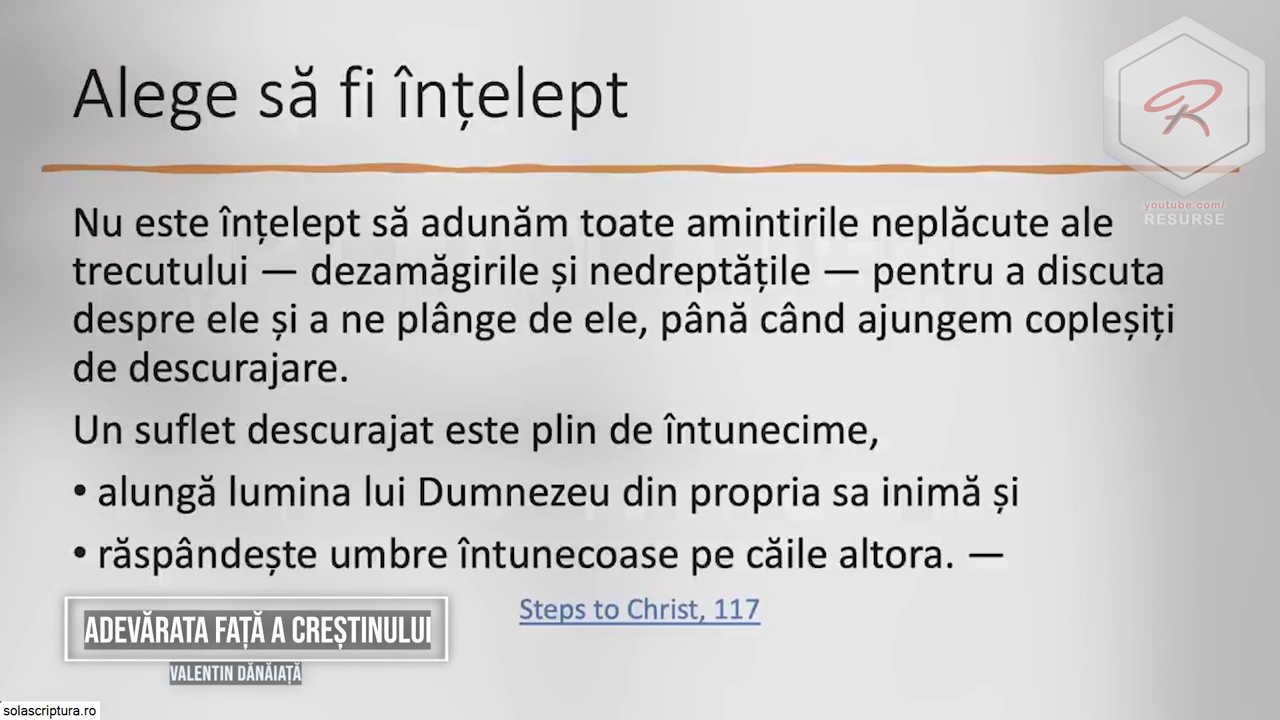 Alege să fi înțelept
R
youtube.com/
RESURSE
Nu este înțelept să adunăm toate amintirile neplăcute ale
trecutului — dezamăgirile și nedreptățile — pentru a discuta
despre ele și a ne plânge de ele, până când ajungem copleșiți
de descurajare.
Un suflet descurajat este plin de întunecime,
• alungă lumina lui Dumnezeu din propria sa inimă și
• răspândește umbre întunecoase pe căile altora. —
Steps to Christ, 117
ADEVĂRATA FAȚĂ A CREȘTINULUI
VALENTIN DĂNĂIAȚĂ
solascriptura.ro